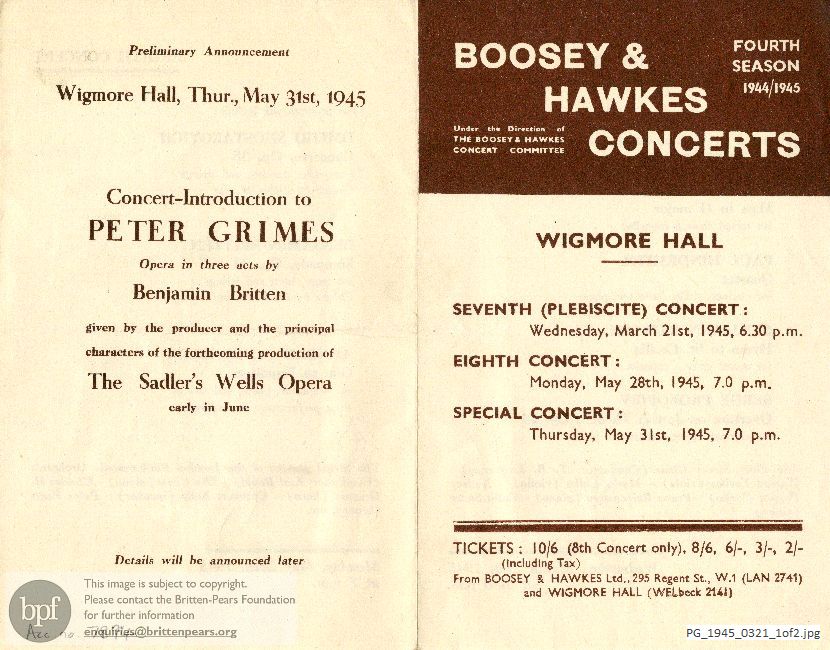 Preliminary Announcement
Wigmore Hall, Thur., May 31st, 1945
Concert-Introduction to
PETER GRIMES
Opera in three acts by
Benjamin Britten
given by the producer and the principal
characters of the forthcoming production of
The Sadler's Wells Opera
early in June
Details will be announced later
This image is subject to copyright.
Please contact the Britten-Pears Foundation
for further information
enquiries@brittenpears.org
bpf
Acc no.
BOOSEY &
HAWKES
CONCERTS
FOURTH
SEASON
1944/1945
Under the Direction of
THE BOOSEY & HAWKES
CONCERT COMMITTEE
WIGMORE HALL
SEVENTH (PLEBISCITE) CONCERT:
Wednesday, March 21st, 1945, 6.30 p.m.
EIGHTH CONCERT:
Monday, May 28th, 1945, 7.0 p.m.
SPECIAL CONCERT:
Thursday, May 31st, 1945, 7.0 p.m.
TICKETS: 10/6 (8th Concert only), 8/6, 6/-, 3/-, 2/-
(including Tax)
From BOOSEY & HAWKES Ltd., 295 Regent St., W.1 (LAN 2741)
and WIGMORE HALL (WELbeck 2141)
PG_1945_0321_1of2.jpg